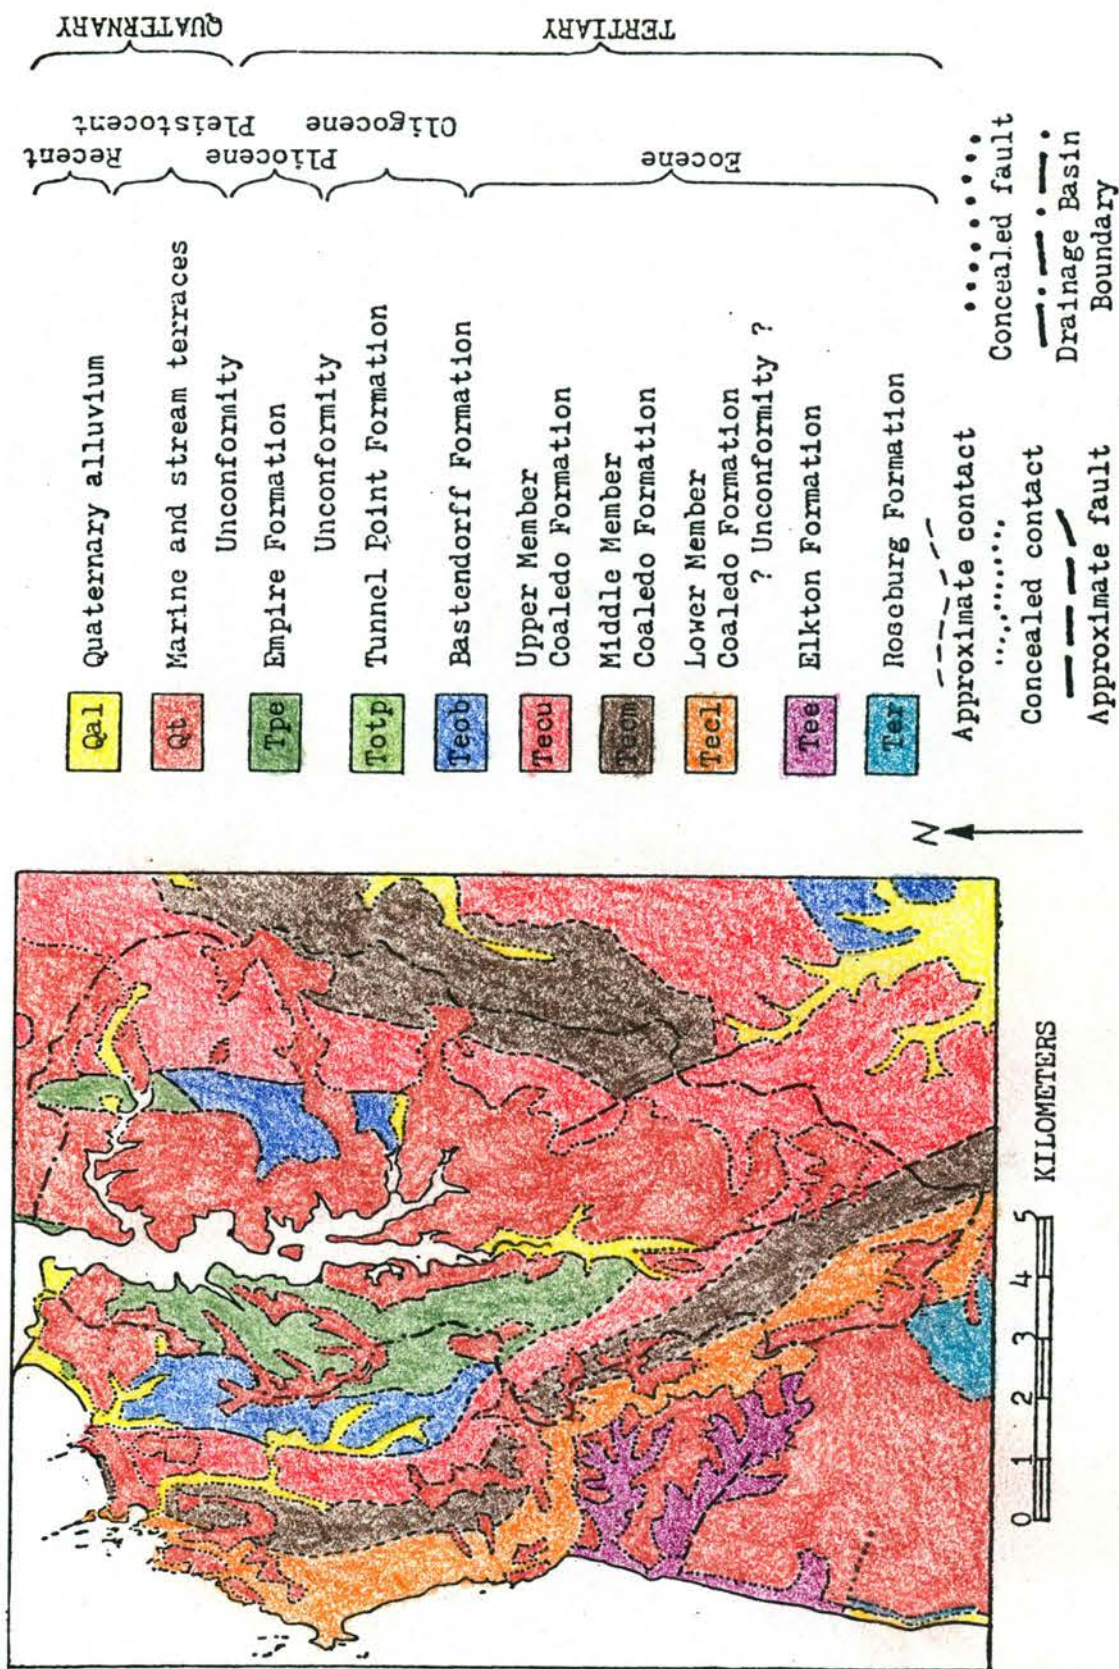 QUATERNARY
TERTIARY
Recent
Pleistocent
Pliocene
Oligocene
Eocene
Qal Quaternary alluvium
Qt Marine and stream terraces
Unconformity
Tpe Empire Formation
Unconformity
Totp Tunnel Point Formation
Teob Bastendorff Formation
Tecu Upper Member
Coaledo Formation
Tecm Middle Member
Coaledo Formation
Tecl Lower Member
Coaledo Formation
? Unconformity ?
Tee Elkton Formation
Ter Roseburg Formation
Approximate contact
Concealed contact
Approximate fault
Concealed fault
Drainage Basin
Boundary
N
0 1 2 3 4 5
KILOMETERS